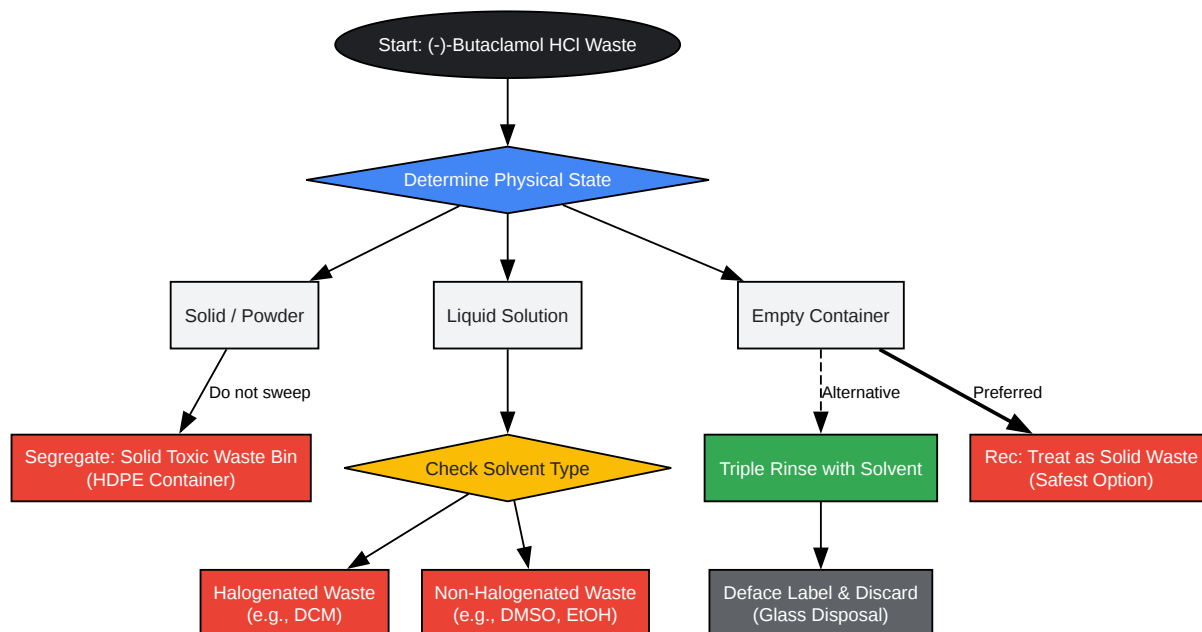 Start: (-)-Butaclamol HCl Waste
Determine Physical State
Solid / Powder
Liquid Solution
Empty Container
Do not sweep
Alternative
Preferred
Segregate: Solid Toxic Waste Bin
(HDPE Container)
Check Solvent Type
Triple Rinse with Solvent
Rec: Treat as Solid Waste
(Safest Option)
Halogenated Waste
(e.g., DCM)
Non-Halogenated Waste
(e.g., DMSO, EtOH)
Deface Label & Discard
(Glass Disposal)